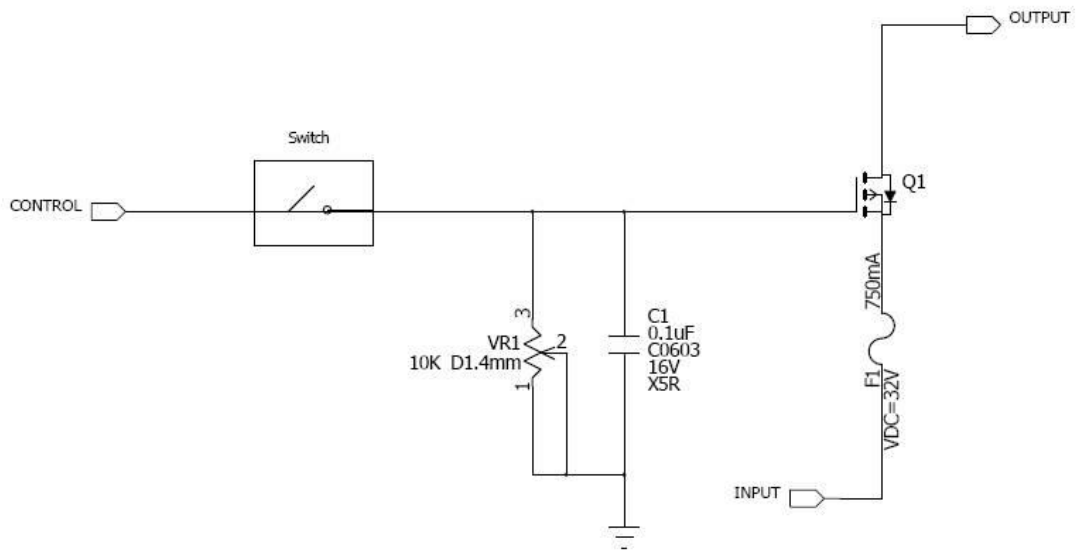 OUTPUT
Switch
Q1
CONTROL
750mA
3
C1
0.1uF
VR1
2
C0603
10K D1.4mm
16V
X5R
1
F1
VDC=32V
INPUT